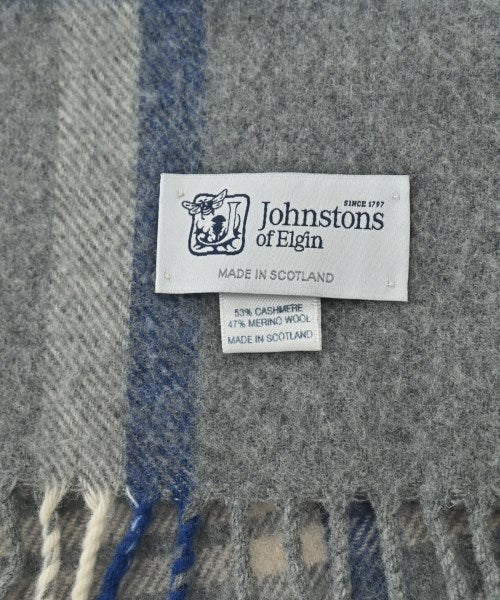 SINCE 1797
Johnstons
of Elgin
MADE IN SCOTLAND
53% CASHMERE
47% MERINO WOOL
MADE IN SCOTLAND